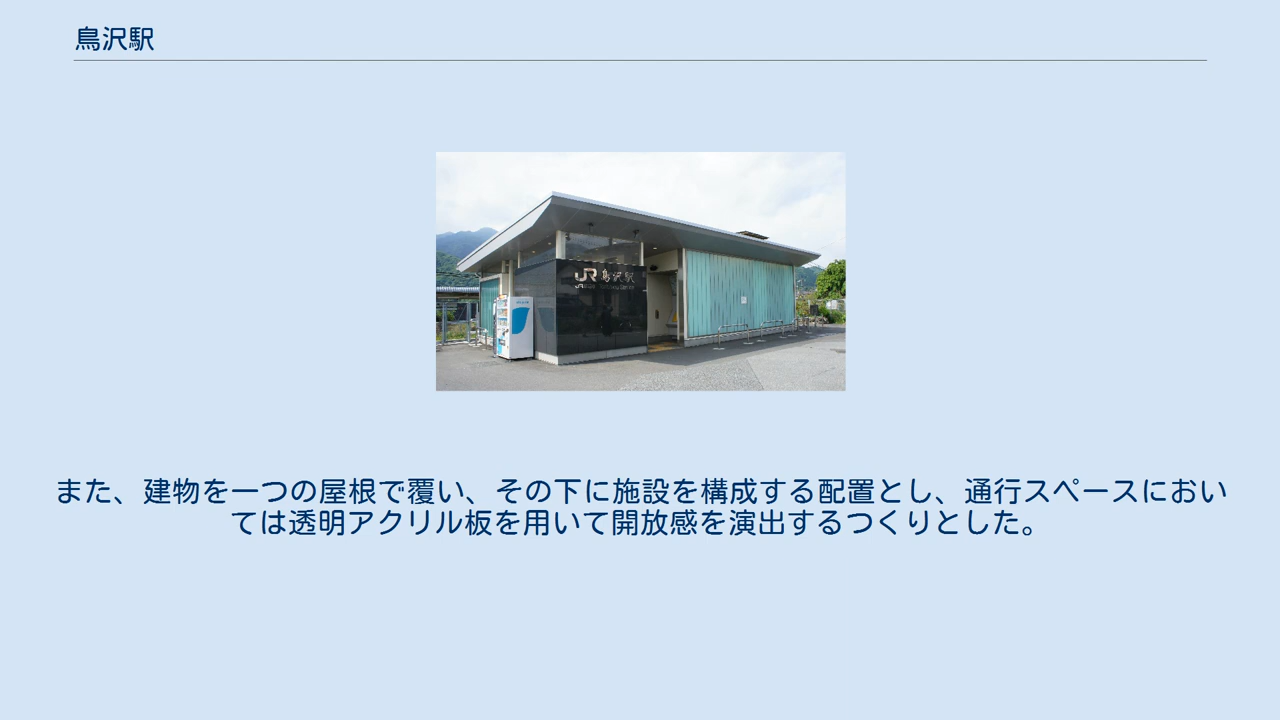 鳥沢駅
JR 鳥沢駅
また、建物を一つの屋根で覆い、その下に施設を構成する配置とし、通行スペースにおい
ては透明アクリル板を用いて開放感を演出するつくりとした。